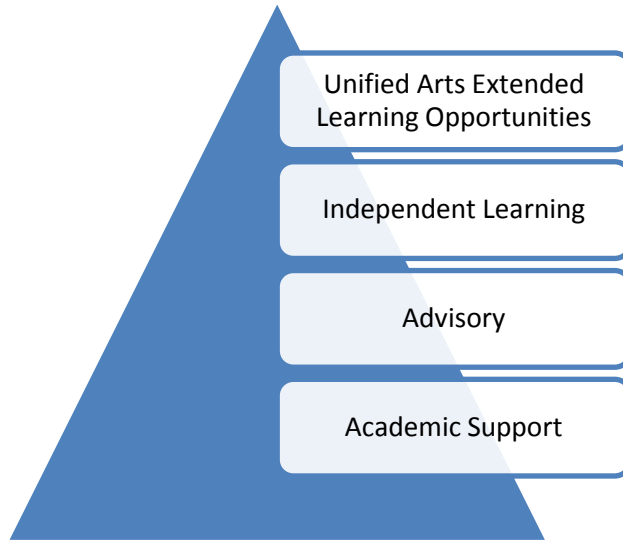 Unified Arts Extended
Learning Opportunities
Independent Learning
Advisory
Academic Support